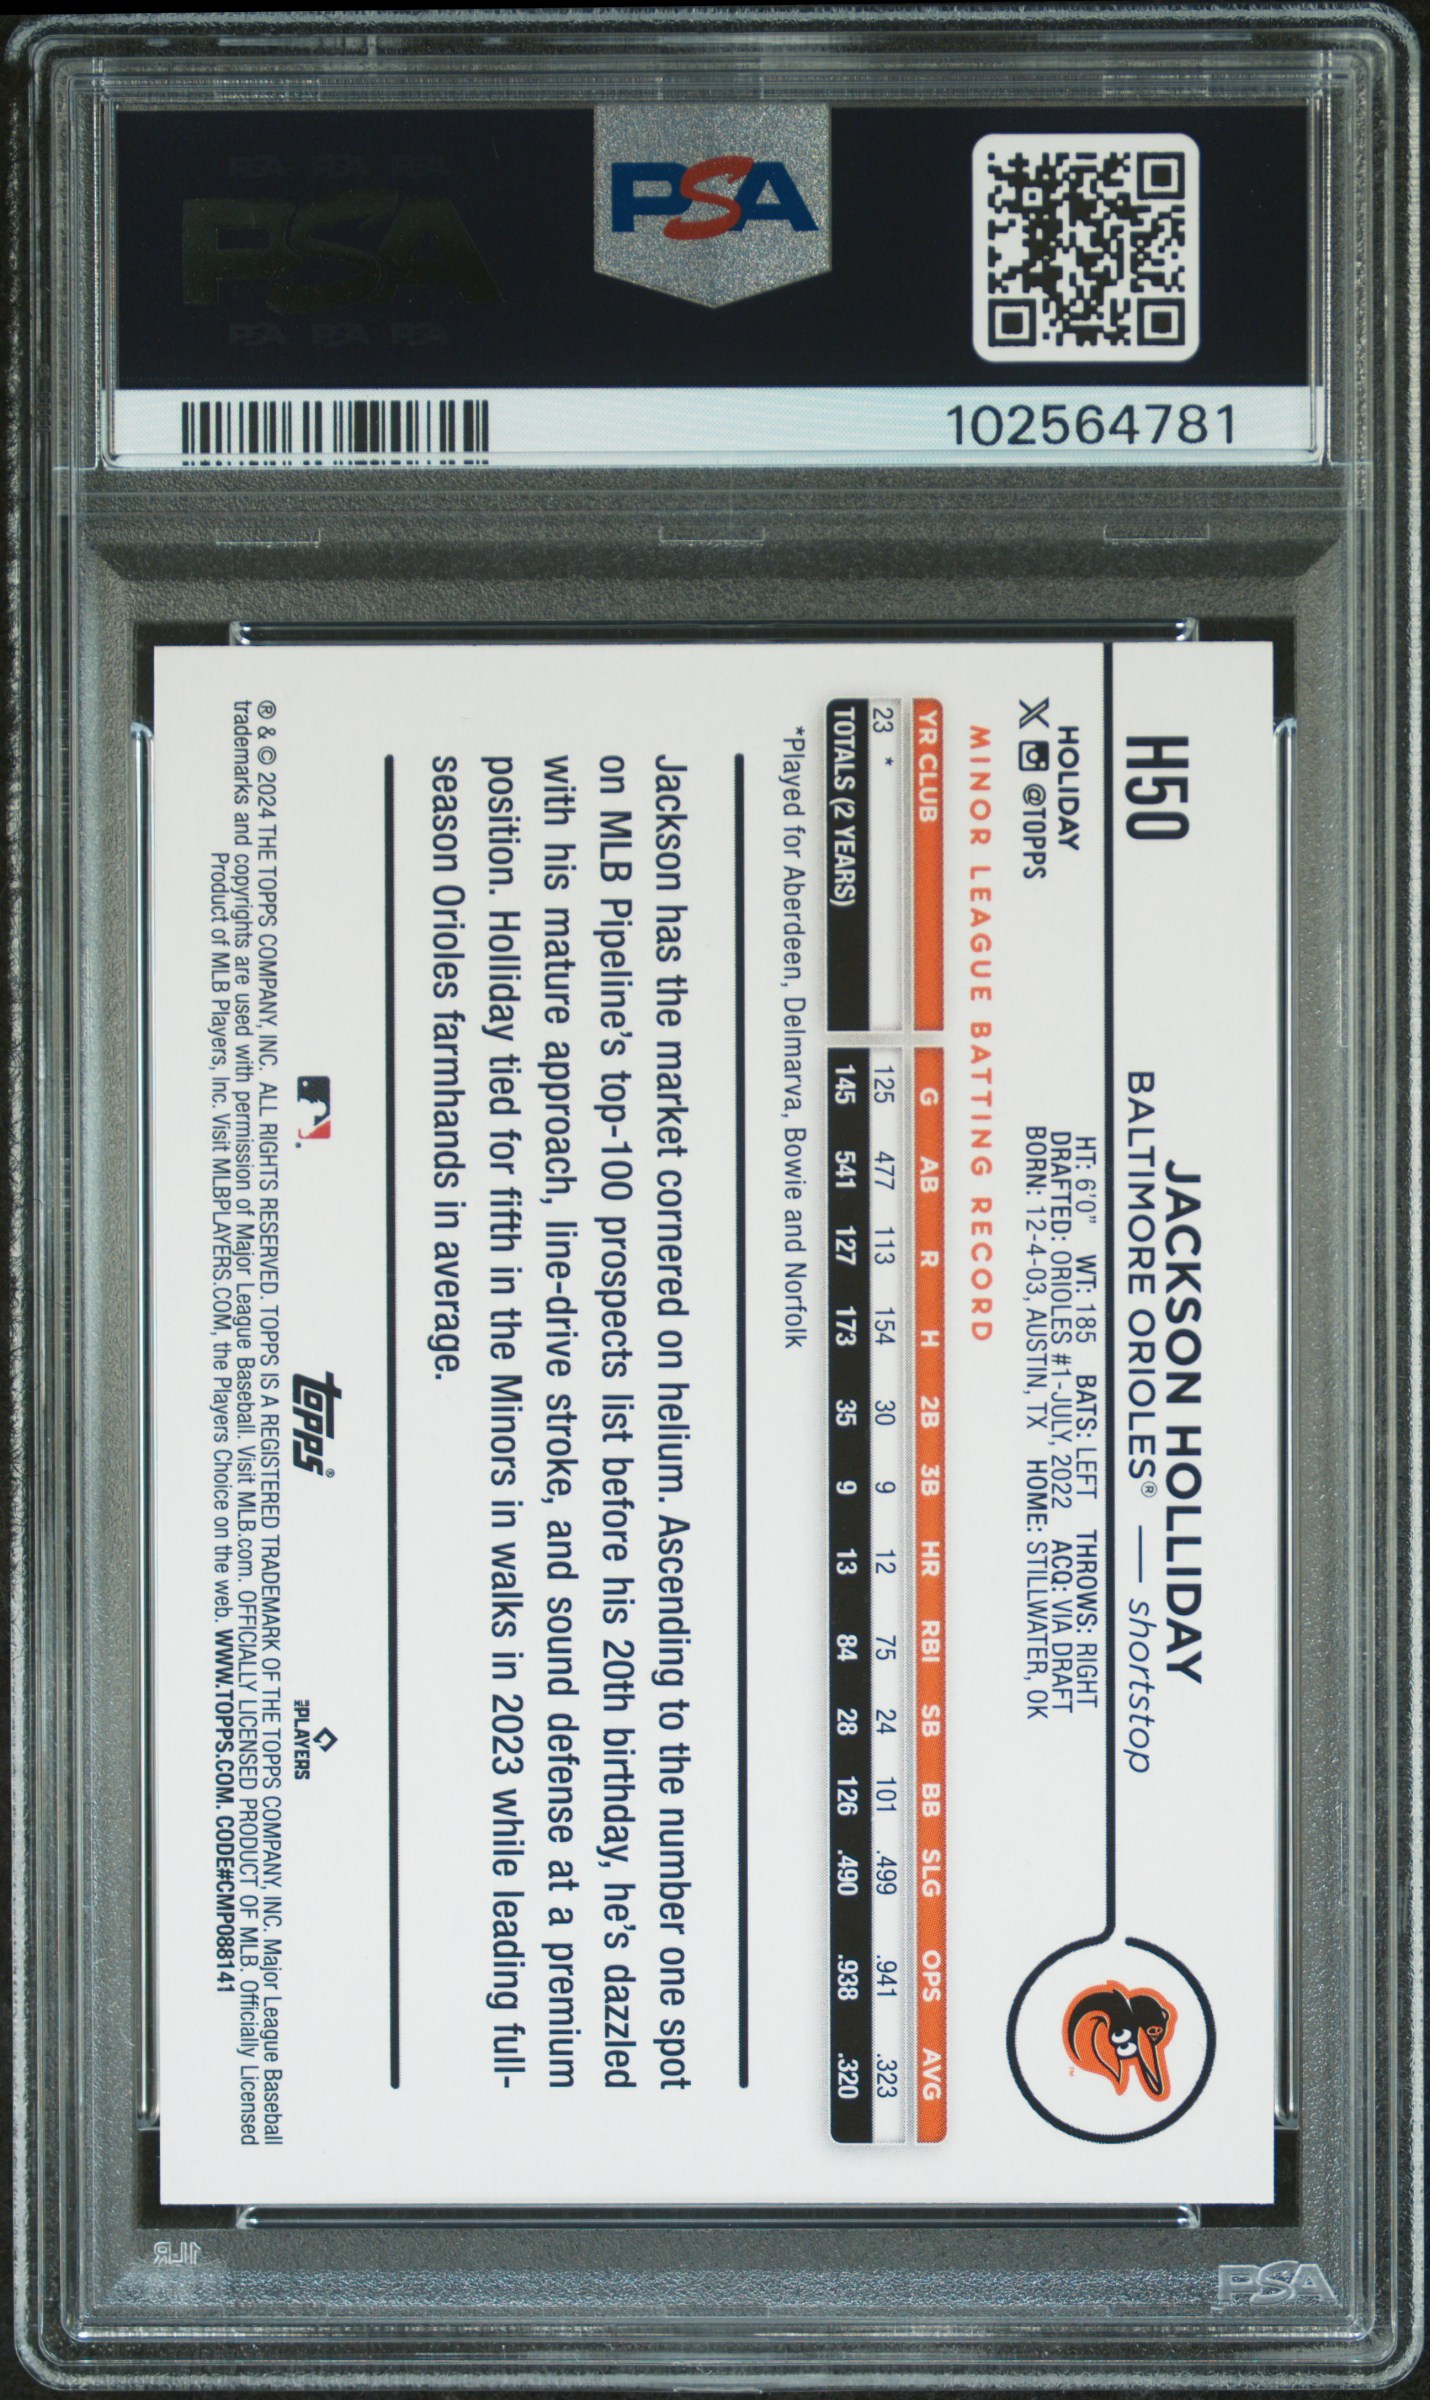 PSA
PSA PSA PSA
PSA
PSA PSA PSA
102564781
H50
JACKSON HOLLIDAY
BALTIMORE ORIOLES® — shortstop
HOLIDAY
X @TOPPS
HT: 6'0" WT: 185 BATS: LEFT THROWS: RIGHT
DRAFTED: ORIOLES #1-JULY, 2022 ACQ: VIA DRAFT
BORN: 12-4-03, AUSTIN, TX HOME: STILLWATER, OK
MINOR LEAGUE BATTING RECORD
YR CLUB G AB R H 2B 3B HR RBI SB BB SLG OPS AVG
23 * 125 477 113 154 30 9 12 75 24 101 .499 .941 .323
TOTALS (2 YEARS) 145 541 127 173 35 9 13 84 28 126 .490 .938 .320
*Played for Aberdeen, Delmarva, Bowie and Norfolk
Jackson has the market cornered on helium. Ascending to the number one spot
on MLB Pipeline's top-100 prospects list before his 20th birthday, he's dazzled
with his mature approach, line-drive stroke, and sound defense at a premium
position. Holliday tied for fifth in the Minors in walks in 2023 while leading full-
season Orioles farmhands in average.
topps®
MLB PLAYERS
® & © 2024 THE TOPPS COMPANY, INC. ALL RIGHTS RESERVED. TOPPS IS A REGISTERED TRADEMARK OF THE TOPPS COMPANY, INC. Major League Baseball
trademarks and copyrights are used with permission of Major League Baseball. Visit MLB.com. OFFICIALLY LICENSED PRODUCT OF MLB. Officially Licensed
Product of MLB Players, Inc. Visit MLBPLAYERS.COM, the Players Choice on the web. WWW.TOPPS.COM. CODE#CMP088141
PSA